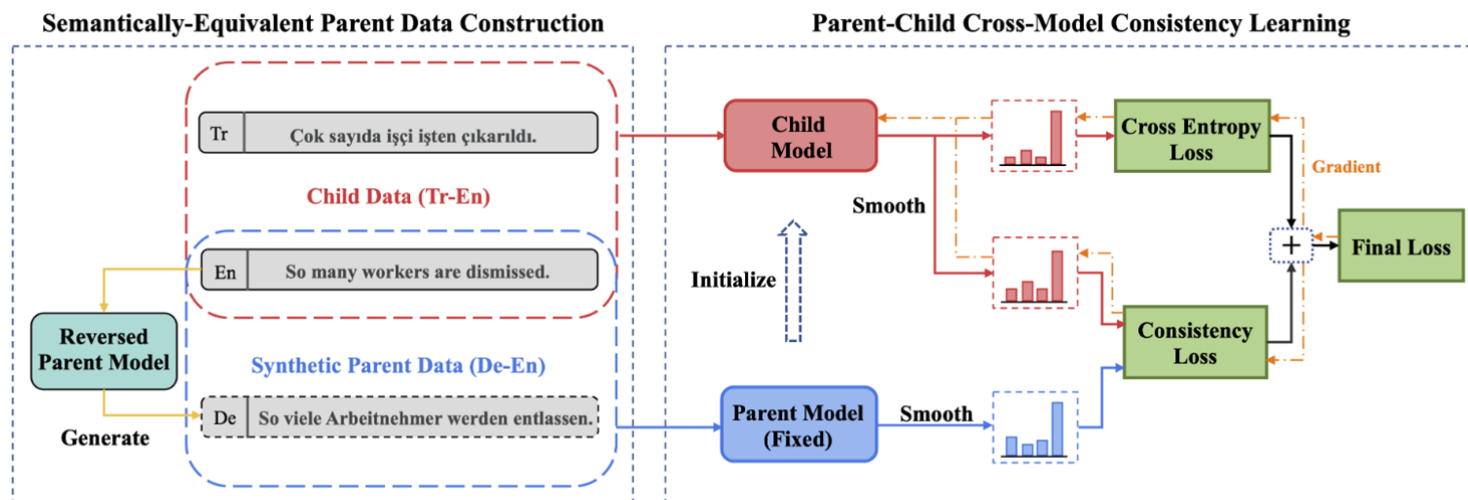 Semantically-Equivalent Parent Data Construction
Tr
Çok sayıda işçi işten çıkarıldı.
Child Data (Tr-En)
En
So many workers are dismissed.
Reversed
Parent Model
Synthetic Parent Data (De-En)
De
So viele Arbeitnehmer werden entlassen.
Generate
Parent-Child Cross-Model Consistency Learning
Child
Model
Cross Entropy
Loss
Gradient
Smooth
+
Final Loss
Initialize
Consistency
Loss
Parent Model
(Fixed)
Smooth